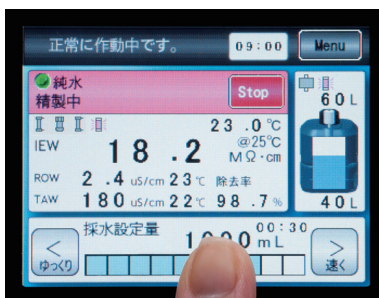 正常に作動中です。 09:00 Menu
純水
精製中 Stop
60L
23.0℃
IEW 18.2 @25℃
MΩ・cm
ROW 2.4 uS/cm 23℃ 除去率
TAW 180 uS/cm 22℃ 98.7%
40L
採水設定量 00:30
mL
< ゆっくり
> 速く